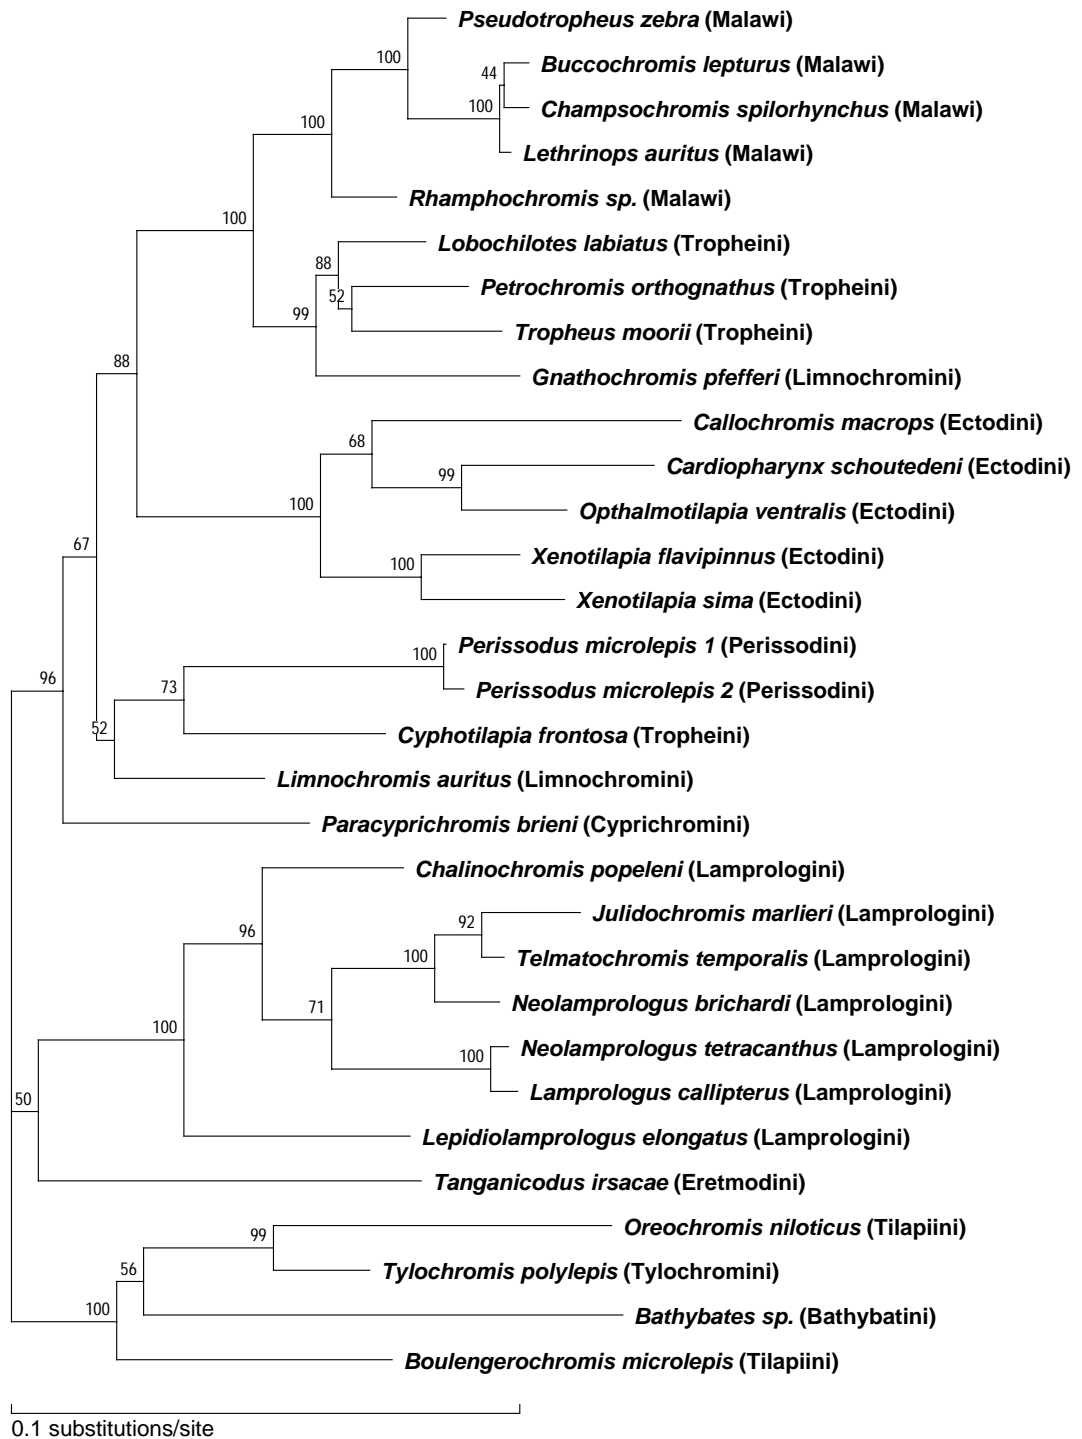 Pseudotropheus zebra (Malawi)
100
Buccochromis lepturus (Malawi)
44
100
Champsochromis spilorhynchus (Malawi)
100
Lethrinops auritus (Malawi)
Rhamphochromis sp. (Malawi)
100
Lobochilotes labiatus (Tropheini)
88
Petrochromis orthognathus (Tropheini)
52
99
Tropheus moorii (Tropheini)
88
Gnathochromis pfefferi (Limnochromini)
Callochromis macrops (Ectodini)
68
Cardiopharynx schoutedeni (Ectodini)
99
100
Opthalmotilapia ventralis (Ectodini)
67
Xenotilapia flavipinnus (Ectodini)
100
Xenotilapia sima (Ectodini)
Perissodus microlepis 1 (Perissodini)
100
96
73
Perissodus microlepis 2 (Perissodini)
52
Cyphotilapia frontosa (Tropheini)
Limnochromis auritus (Limnochromini)
Paracyprichromis brieni (Cyprichromini)
Chalinochromis popeleni (Lamprologini)
Julidochromis marlieri (Lamprologini)
92
96
100
Telmatochromis temporalis (Lamprologini)
71
Neolamprologus brichardi (Lamprologini)
100
Neolamprologus tetracanthus (Lamprologini)
100
Lamprologus callipterus (Lamprologini)
50
Lepidiolamprologus elongatus (Lamprologini)
Tanganicodus irsacae (Eretmodini)
Oreochromis niloticus (Tilapiini)
99
56
Tylochromis polylepis (Tylochromini)
100
Bathybates sp. (Bathybatini)
Boulengerochromis microlepis (Tilapiini)
0.1 substitutions/site